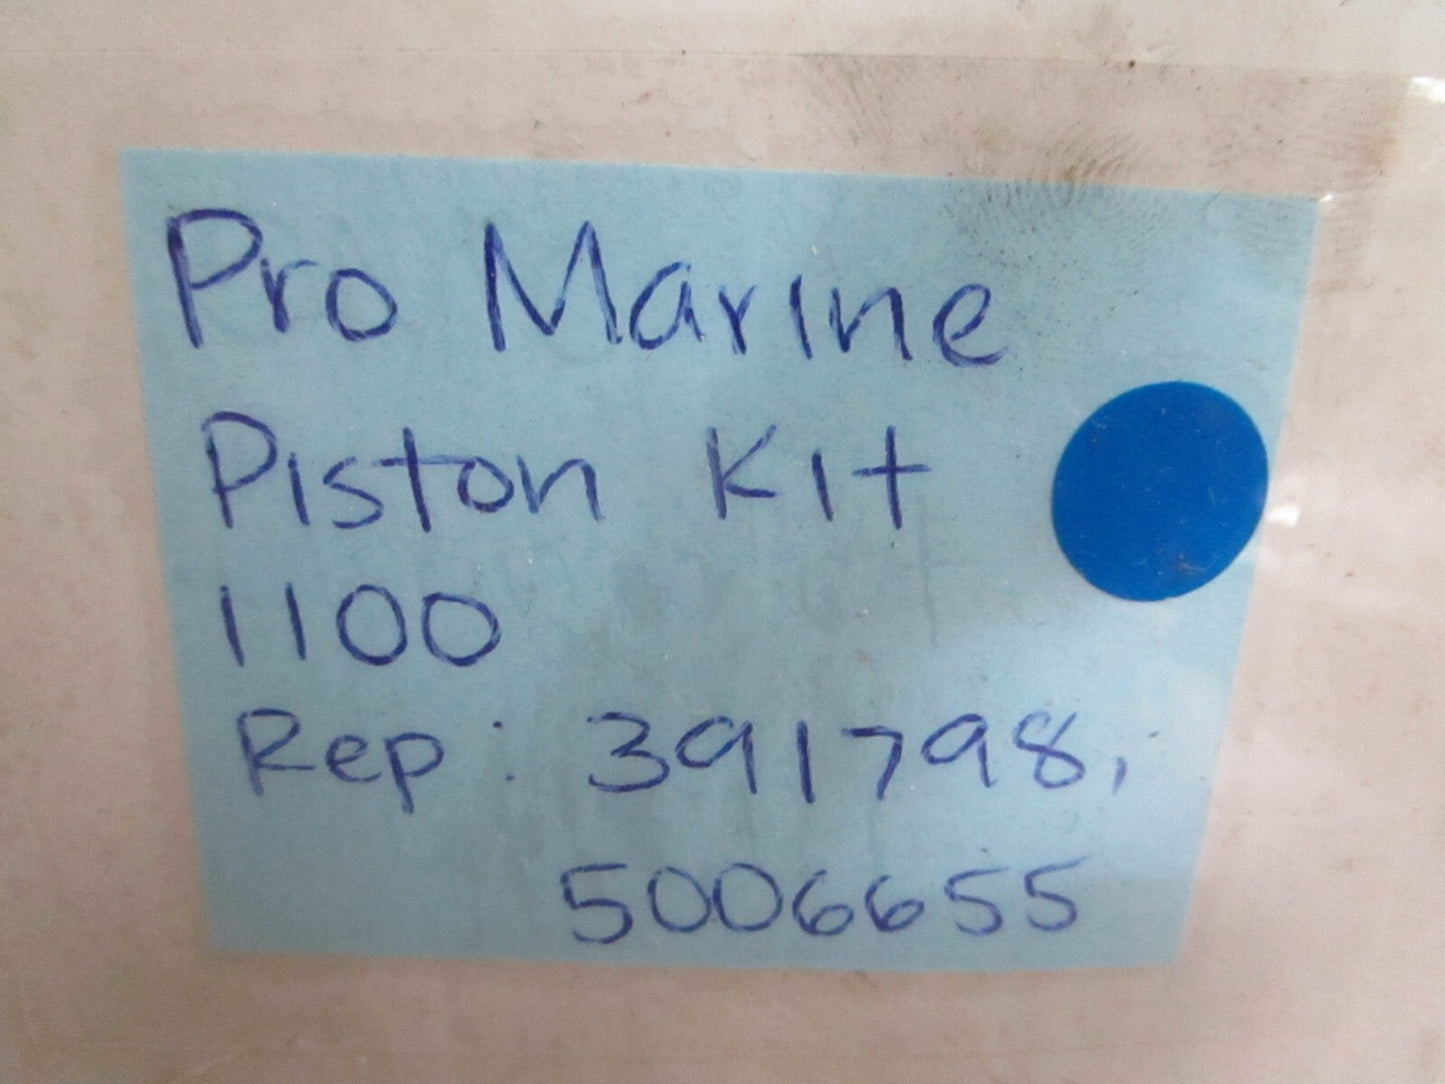 Pro Marine
Piston Kit
1100
Rep: 391798,
5006655